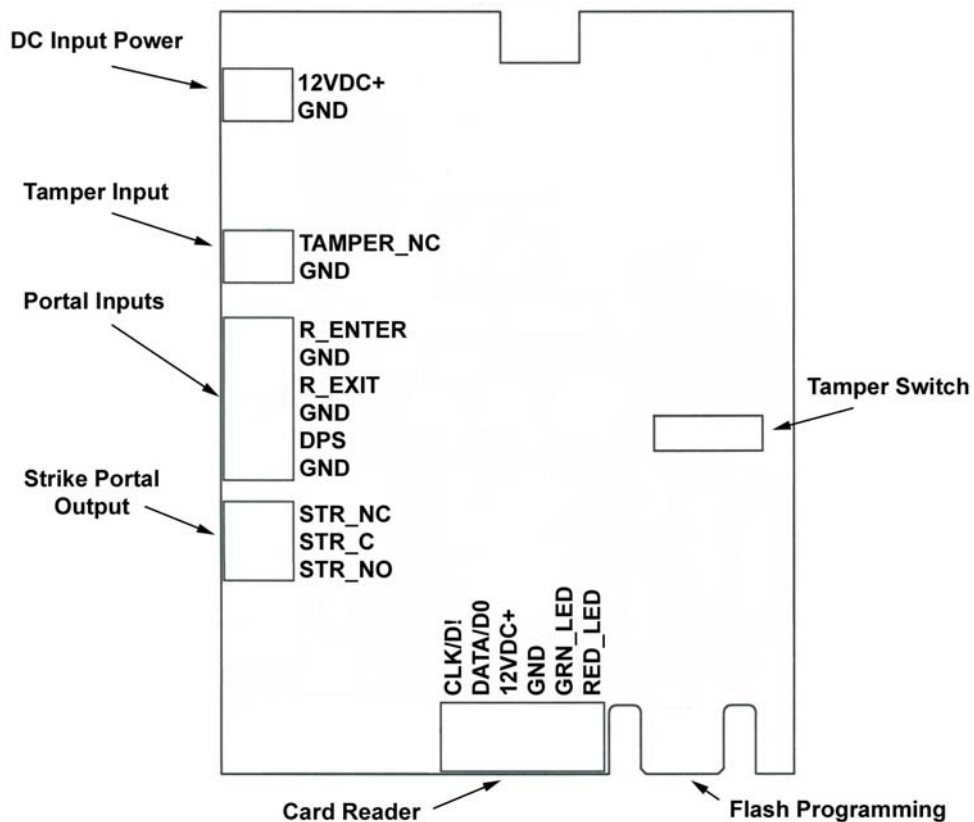 DC Input Power
12VDC+
GND
Tamper Input
TAMPER_NC
GND
Portal Inputs
R_ENTER
GND
R_EXIT
GND
DPS
GND
Tamper Switch
Strike Portal
Output
STR_NC
STR_C
STR_NO
CLK/D!
DATA/D0
12VDC+
GND
GRN_LED
RED_LED
Card Reader
Flash Programming